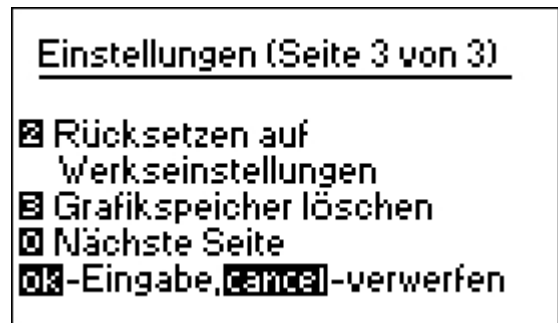 Einstellungen (Seite 3 von 3)
2 Rücksetzen auf
Werkseinstellungen
3 Grafikspeicher löschen
0 Nächste Seite
ok-Eingabe,cancel-verwerfen